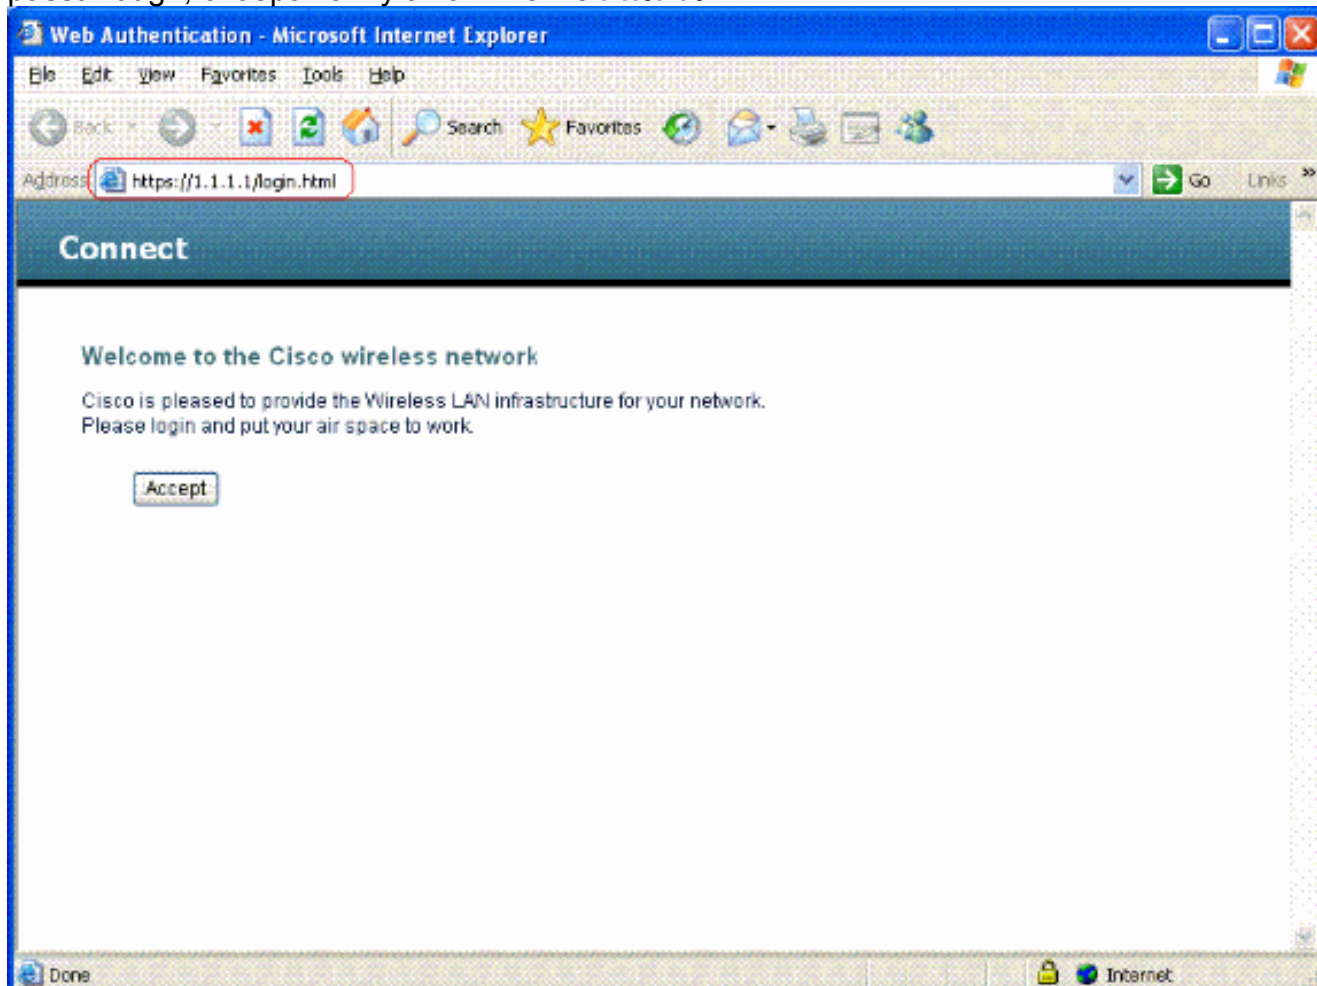 Web Authentication - Microsoft Internet Explorer
File Edit View Favorites Tools Help
Back Search Favorites
Address https://1.1.1.1/login.html Go Links »
Connect
Welcome to the Cisco wireless network
Cisco is pleased to provide the Wireless LAN infrastructure for your network.
Please login and put your air space to work.
Accept
Done Internet